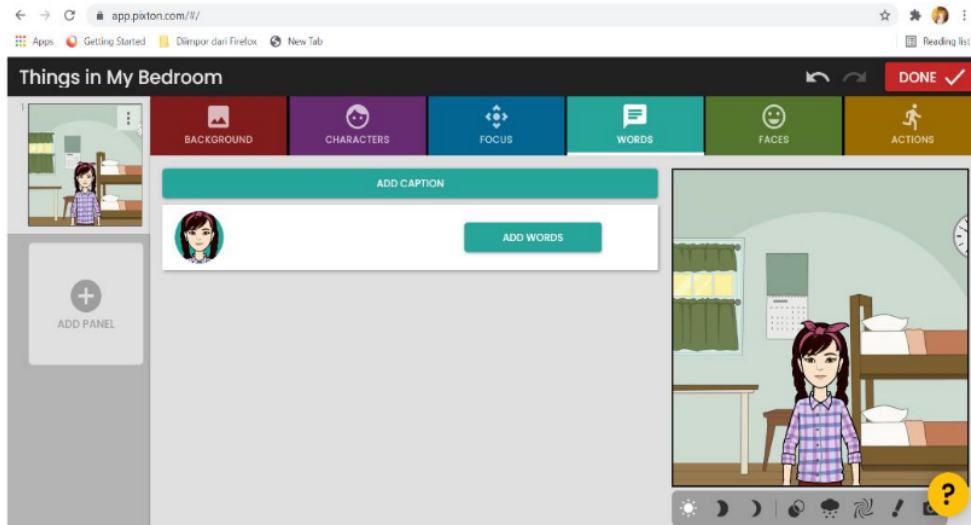 app.pixton.com/#/
Apps Getting Started Diimpor dari Firefox New Tab Reading list
Things in My Bedroom DONE
1
BACKGROUND CHARACTERS FOCUS WORDS FACES ACTIONS
ADD CAPTION
ADD WORDS
ADD PANEL
?